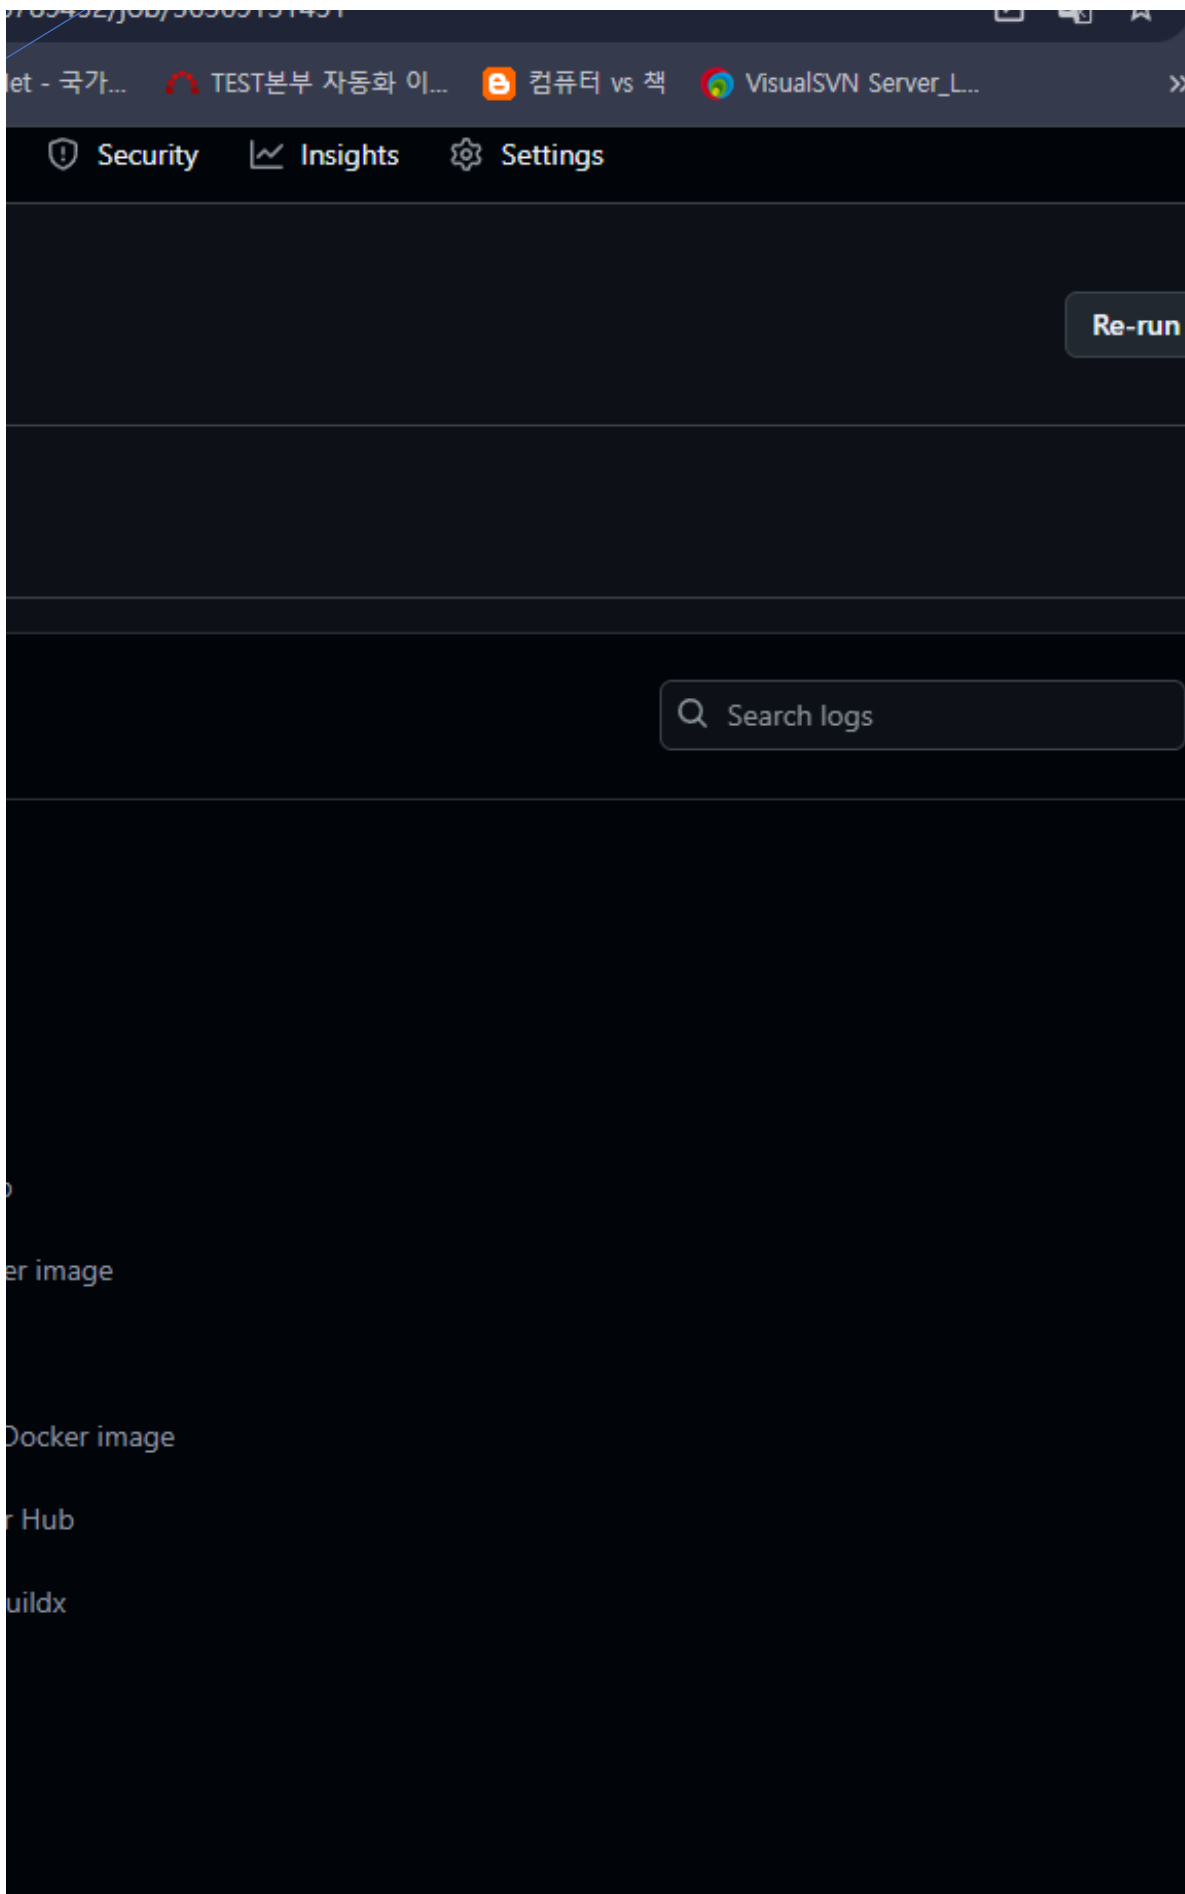 let - 국가... TEST본부 자동화 이... 컴퓨터 vs 책 VisualSVN Server_L... »
Security Insights Settings
Re-run
Search logs
er image
Docker image
r Hub
uildx